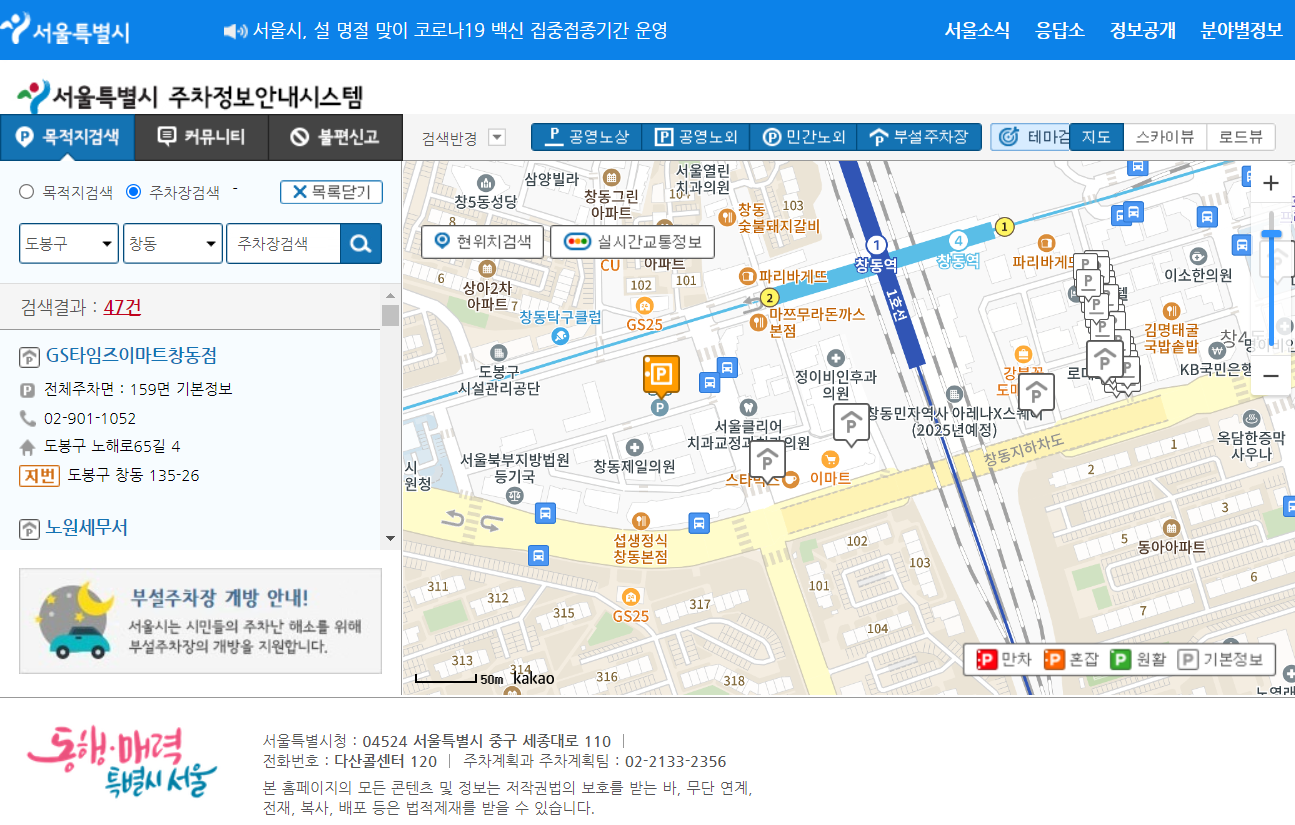 서울특별시
서울시, 설 명절 맞이 코로나19 백신 집중접종기간 운영
서울소식 응답소 정보공개 분야별정보
서울특별시 주차정보안내시스템
목적지검색 커뮤니티 불편신고
검색반경
P 공영노상 P 공영노외 P 민간노외 부설주차장
테마검
지도 스카이뷰 로드뷰
목적지검색 주차장검색 -
목록닫기
도봉구 창동 주차장검색
검색결과 : 47건
GS타임즈이마트창동점
전체주차면 : 159면 기본정보
02-901-1052
도봉구 노해로65길 4
지번 도봉구 창동 135-26
노원세무서
부설주차장 개방 안내!
서울시는 시민들의 주차난 해소를 위해
부설주차장의 개방을 지원합니다.
현위치검색 실시간교통정보
창5동성당
삼양빌라
창동그린
아파트
서울열린
치과의원
103
창동
숯불돼지갈비
8
CU
아파트
102
101
상아2차
아파트 7
GS25
창동탁구클럽
파리바게뜨
2
마쯔무라돈까스
본점
1
창동역
4
창동역
1
1호선
이소한의원
김명태굴
국밥솥밥
KB국민은행
도봉구
시설관리공단
정이비인후과
의원
서울클리어
창동민자역사 아레나X스퀘
(2025년예정)
창동지하차도
서울북부지방법원
등기국
창동제일의원
이마트
옥담한증막
사우나
섭생정식
창동본점
GS25
동아아파트
1
2
3
5
6
7
311
312
313
314
315
316
317
318
101
102
103
104
50m kakao
P 만차 P 혼잡 P 원활 P 기본정보
동행·매력
특별시 서울
서울특별시청 : 04524 서울특별시 중구 세종대로 110 |
전화번호 : 다산콜센터 120 | 주차계획과 주차계획팀 : 02-2133-2356
본 홈페이지의 모든 콘텐츠 및 정보는 저작권법의 보호를 받는 바, 무단 연계,
전재, 복사, 배포 등은 법적제재를 받을 수 있습니다.